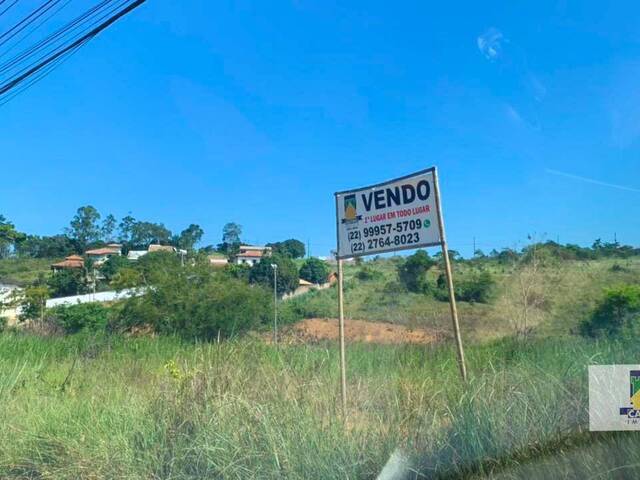 VENDO
1º LUGAR EM TODO LUGAR
(22) 99957-5709
(22) 2764-8023